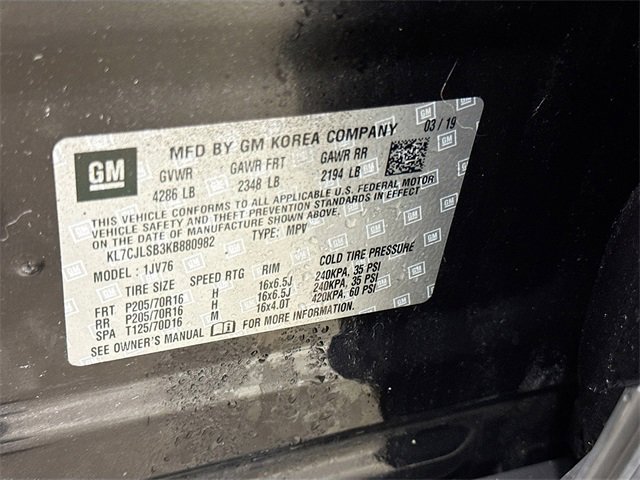 GM
MFD BY GM KOREA COMPANY 03/19
GVWR GAWR FRT GAWR RR
4286 LB 2348 LB 2194 LB
THIS VEHICLE CONFORMS TO ALL APPLICABLE U.S. FEDERAL MOTOR
VEHICLE SAFETY AND THEFT PREVENTION STANDARDS IN EFFECT
ON THE DATE OF MANUFACTURE SHOWN ABOVE.
KL7CJLSB3KB880982 TYPE: MPV
MODEL: 1JV76
TIRE SIZE SPEED RTG RIM COLD TIRE PRESSURE
FRT P205/70R16 H 16x6.5J 240KPA, 35 PSI
RR P205/70R16 H 16x6.5J 240KPA, 35 PSI
SPA T125/70D16 M 16x4.0T 420KPA, 60 PSI
SEE OWNER'S MANUAL FOR MORE INFORMATION.